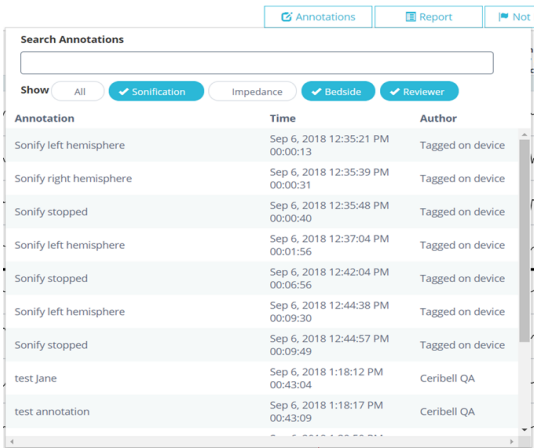 Annotations
Report
Not
Search Annotations
Show
All
Sonification
Impedance
Bedside
Reviewer
Annotation Time Author
Sonify left hemisphere Sep 6, 2018 12:35:21 PM Tagged on device
00:00:13
Sonify right hemisphere Sep 6, 2018 12:35:39 PM Tagged on device
00:00:31
Sonify stopped Sep 6, 2018 12:35:48 PM Tagged on device
00:00:40
Sonify left hemisphere Sep 6, 2018 12:37:04 PM Tagged on device
00:01:56
Sonify stopped Sep 6, 2018 12:42:04 PM Tagged on device
00:06:56
Sonify left hemisphere Sep 6, 2018 12:44:38 PM Tagged on device
00:09:30
Sonify stopped Sep 6, 2018 12:44:57 PM Tagged on device
00:09:49
test Jane Sep 6, 2018 1:18:12 PM Ceribell QA
00:43:04
test annotation Sep 6, 2018 1:18:17 PM Ceribell QA
00:43:09